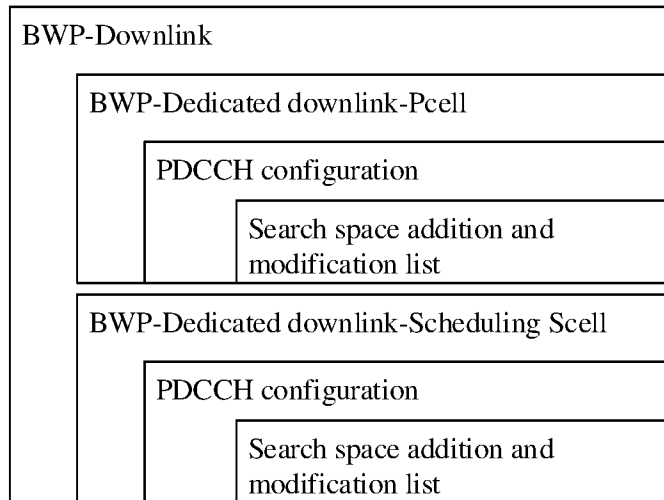 BWP-Downlink
BWP-Dedicated downlink-Pcell
PDCCH configuration
Search space addition and
modification list
BWP-Dedicated downlink-Scheduling Scell
PDCCH configuration
Search space addition and
modification list